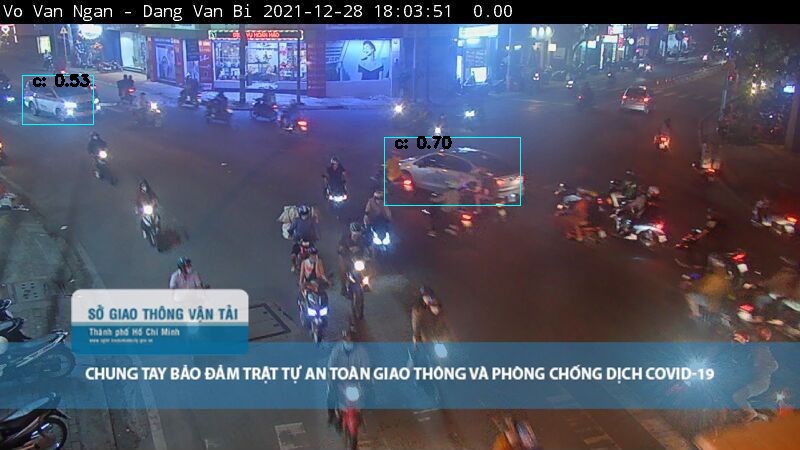 Vo Van Ngan - Dang Van Bi 2021-12-28 18:03:51 0.00
c: 0.53
c: 0.70
SỞ GIAO THÔNG VẬN TẢI
Thành phố Hồ Chí Minh
CHUNG TAY BẢO ĐẢM TRẬT TỰ AN TOÀN GIAO THÔNG VÀ PHÒNG CHỐNG DỊCH COVID-19